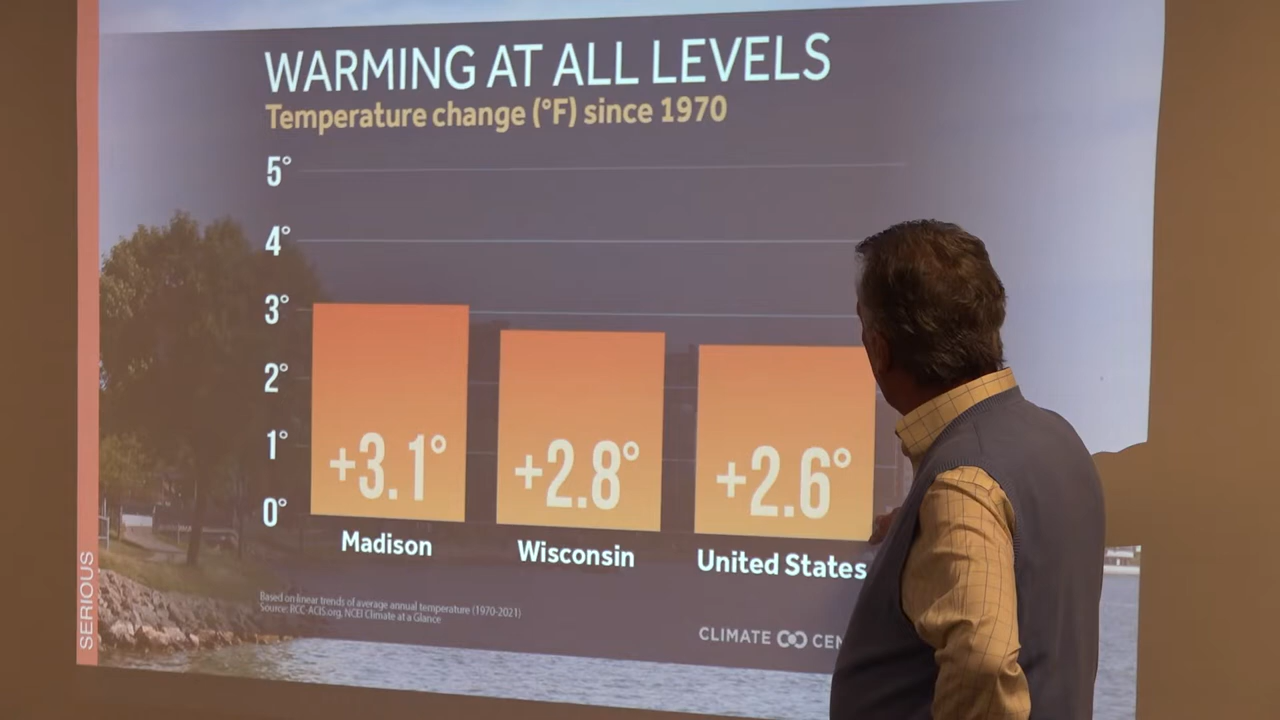 WARMING AT ALL LEVELS
Temperature change (°F) since 1970
5°
4°
3°
2°
1°
0°
+3.1°
+2.8°
+2.6°
Madison
Wisconsin
United States
Based on linear trends of average annual temperature (1970-2021)
Source: RCC-ACIS.org, NCEI Climate at a Glance
CLIMATE CEN
SERIOUS